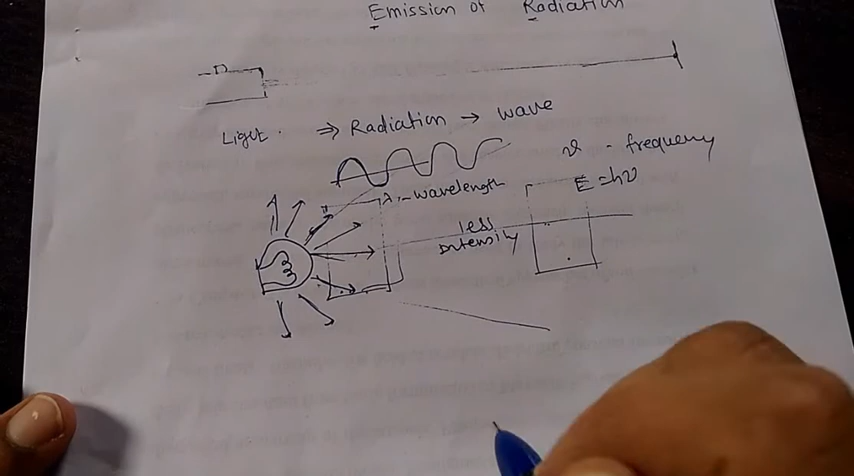 Emission of Radiation
Light. ⇒ Radiation → wave
ν - frequency
λ - wavelength
E = hν
less
Intensity